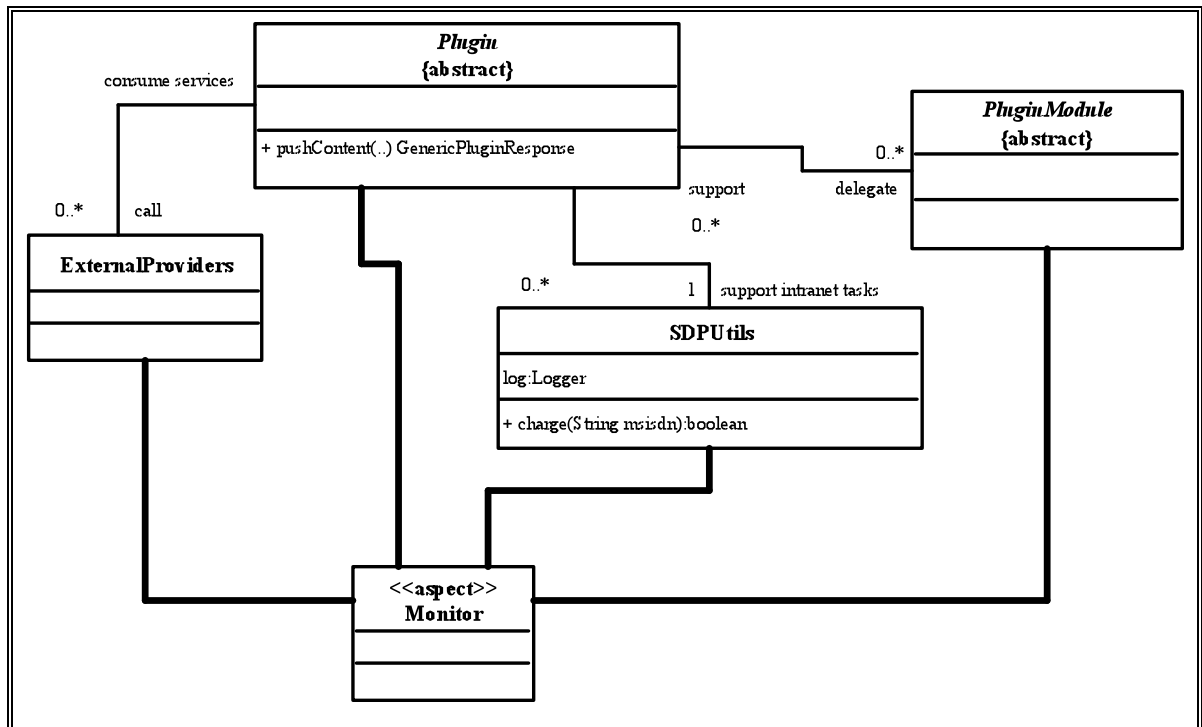 Plugin
{abstract}
consume services
PluginModule
{abstract}
+ pushContent(..) GenericPluginResponse
0..*
support
delegate
0..*
call
0..*
ExternalProviders
0..*
1
support intranet tasks
SDPUtils
log:Logger
+ charge(String msisdn):boolean
<<aspect>>
Monitor